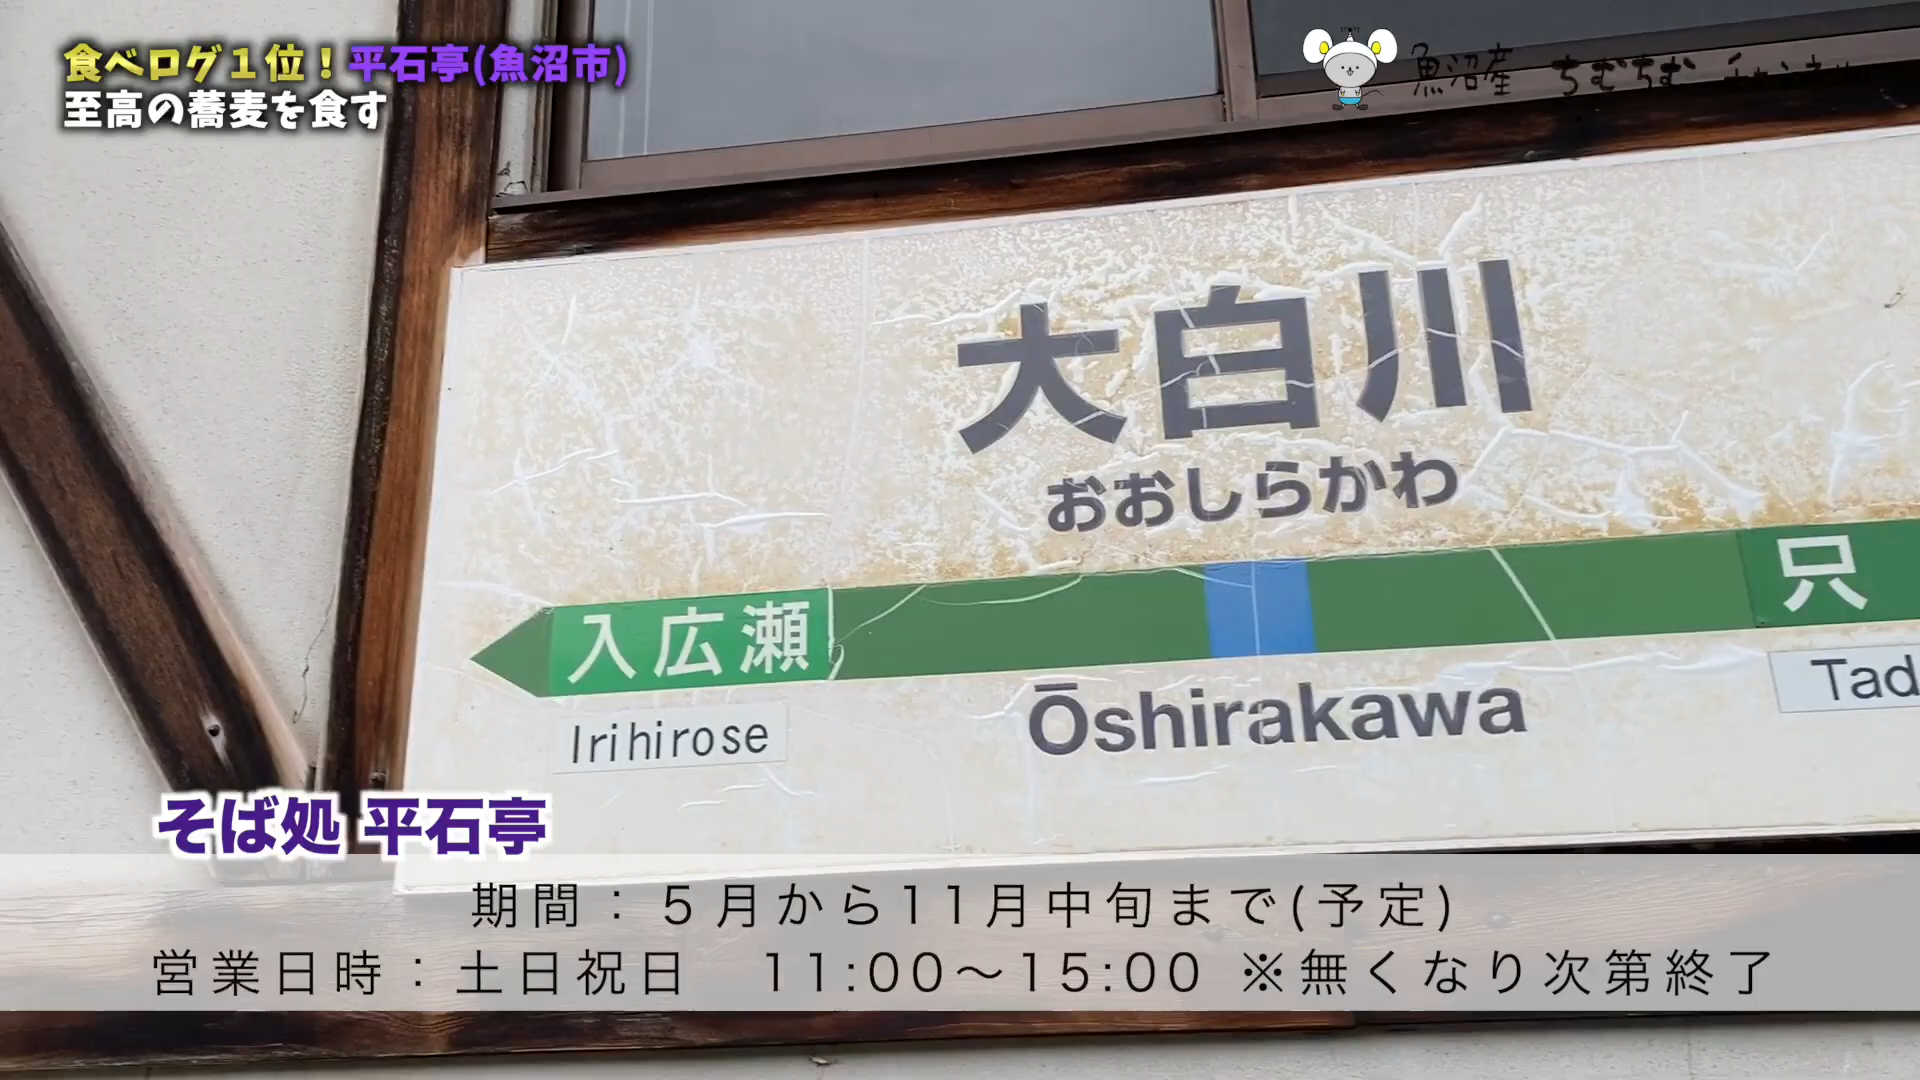 食べログ１位！平石亭(魚沼市)
至高の蕎麦を食す
魚沼産 ちむちむ
大白川
おおしらかわ
入広瀬
只
Irihirose
Ōshirakawa
Tad
そば処 平石亭
期間：５月から11月中旬まで(予定)
営業日時：土日祝日　11:00～15:00 ※無くなり次第終了